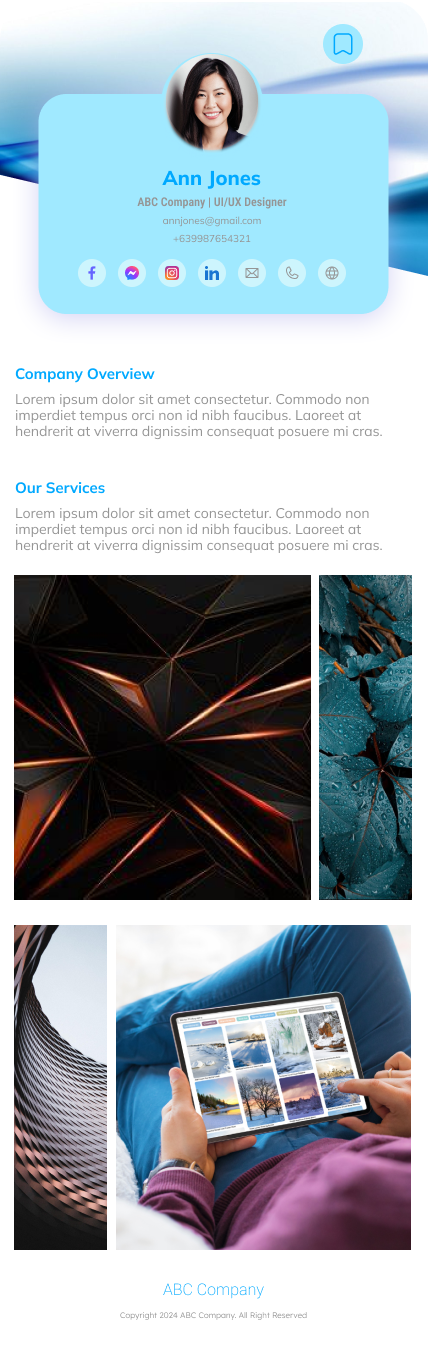 Ann Jones
ABC Company | UI/UX Designer
annjones@gmail.com
+639987654321
Company Overview
Lorem ipsum dolor sit amet consectetur. Commodo non
imperdiet tempus orci non id nibh faucibus. Laoreet at
hendrerit at viverra dignissim consequat posuere mi cras.
Our Services
Lorem ipsum dolor sit amet consectetur. Commodo non
imperdiet tempus orci non id nibh faucibus. Laoreet at
hendrerit at viverra dignissim consequat posuere mi cras.
ABC Company
Copyright 2024 ABC Company. All Right Reserved